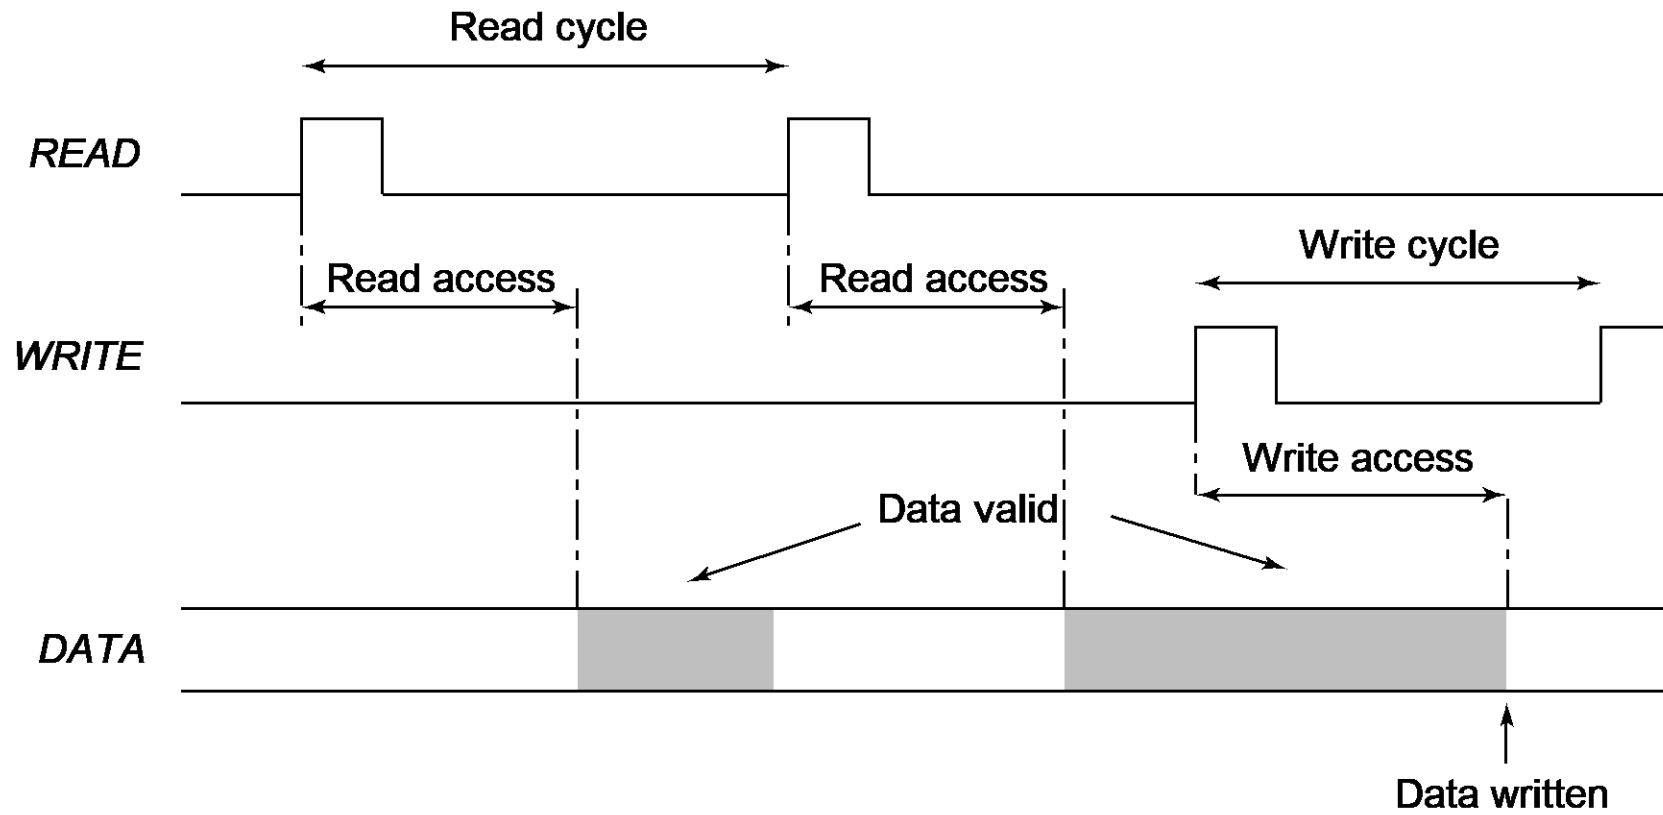 Read cycle
READ
Write cycle
Read access
Read access
WRITE
Write access
Data valid
DATA
Data written